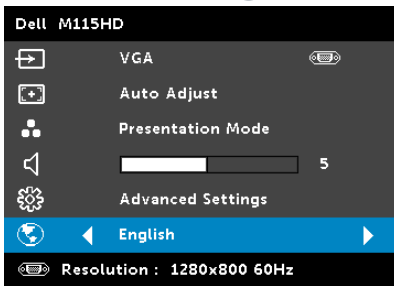 Dell M115HD
VGA
Auto Adjust
Presentation Mode
5
Advanced Settings
English
Resolution : 1280x800 60Hz